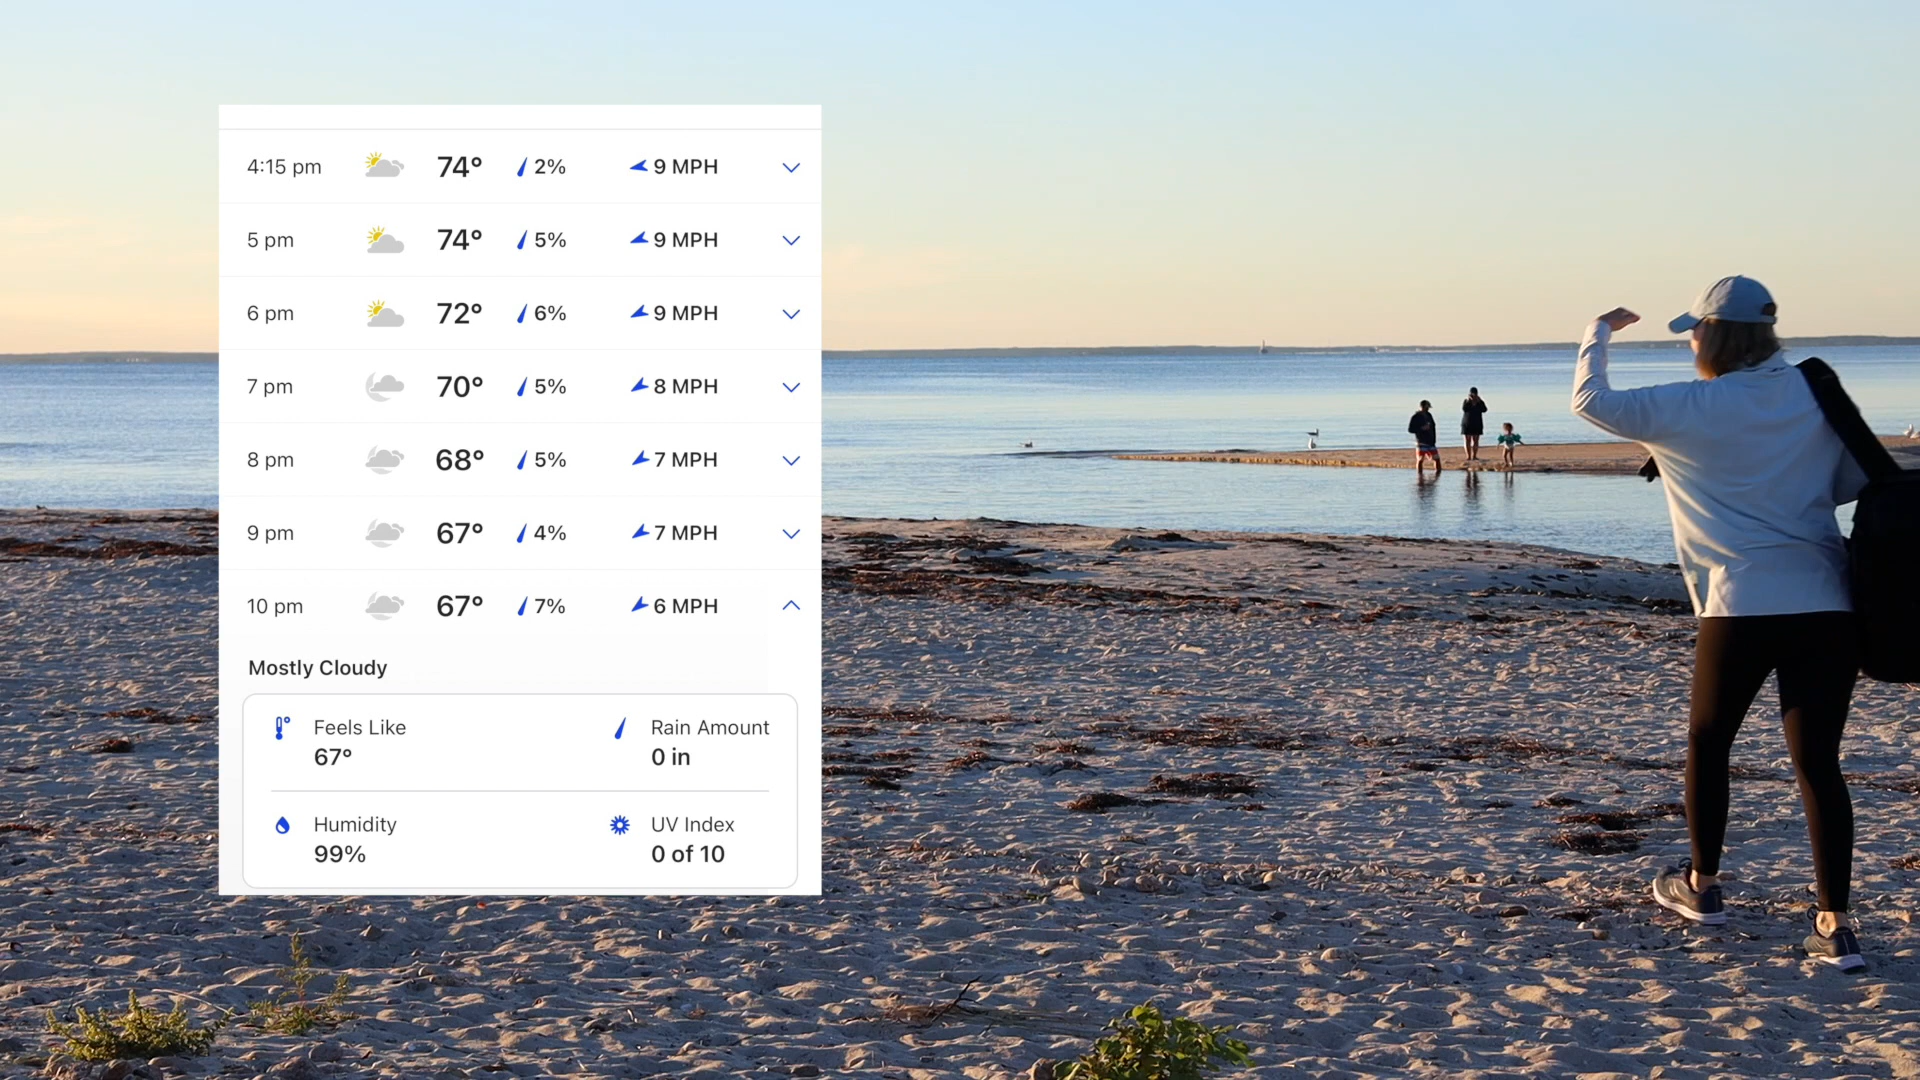 4:15 pm 74° 2% 9 MPH
5 pm 74° 5% 9 MPH
6 pm 72° 6% 9 MPH
7 pm 70° 5% 8 MPH
8 pm 68° 5% 7 MPH
9 pm 67° 4% 7 MPH
10 pm 67° 7% 6 MPH
Mostly Cloudy
Feels Like Rain Amount
67° 0 in
Humidity UV Index
99% 0 of 10